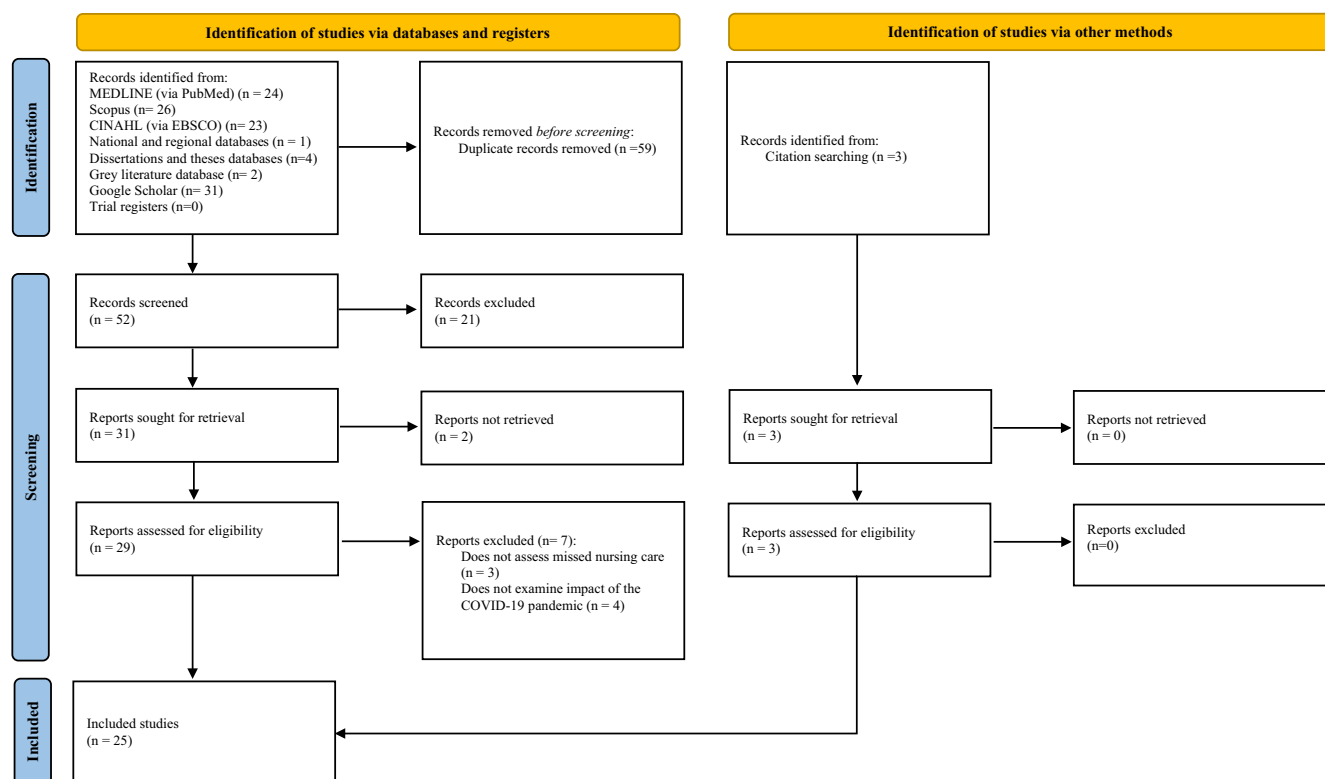 Identification of studies via databases and registers
Identification of studies via other methods
Identification
Records identified from:
MEDLINE (via PubMed) (n = 24)
Scopus (n= 26)
CINAHL (via EBSCO) (n= 23)
National and regional databases (n = 1)
Dissertations and theses databases (n=4)
Grey literature database (n= 2)
Google Scholar (n= 31)
Trial registers (n=0)
Records removed before screening:
Duplicate records removed (n =59)
Records identified from:
Citation searching (n =3)
Screening
Records screened
(n = 52)
Records excluded
(n = 21)
Reports sought for retrieval
(n = 31)
Reports not retrieved
(n = 2)
Reports sought for retrieval
(n = 3)
Reports not retrieved
(n = 0)
Reports assessed for eligibility
(n = 29)
Reports excluded (n= 7):
Does not assess missed nursing care
(n = 3)
Does not examine impact of the
COVID-19 pandemic (n = 4)
Reports assessed for eligibility
(n = 3)
Reports excluded
(n=0)
Included
Included studies
(n = 25)